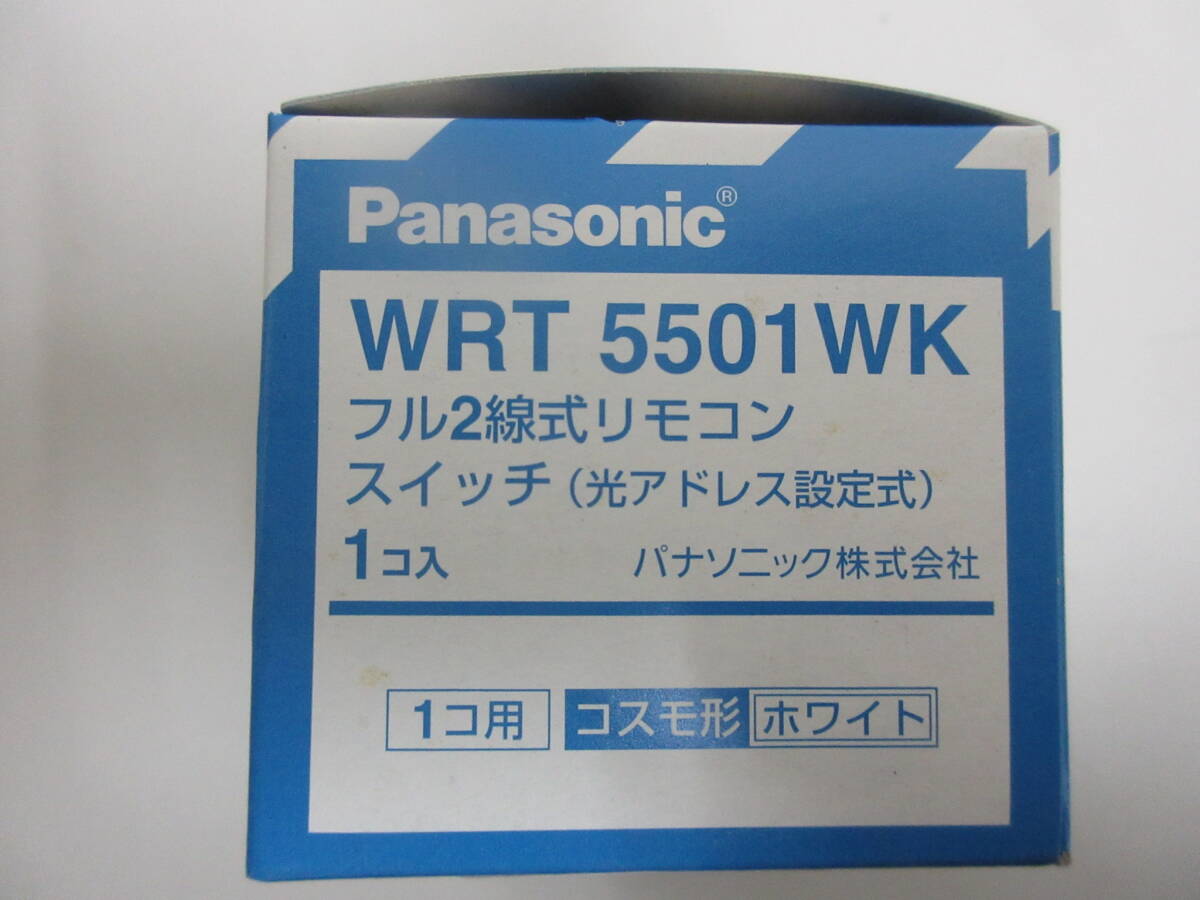 Panasonic®
WRT 5501WK
フル2線式リモコン
スイッチ（光アドレス設定式）
1コ入 パナソニック株式会社
1コ用 コスモ形 ホワイト